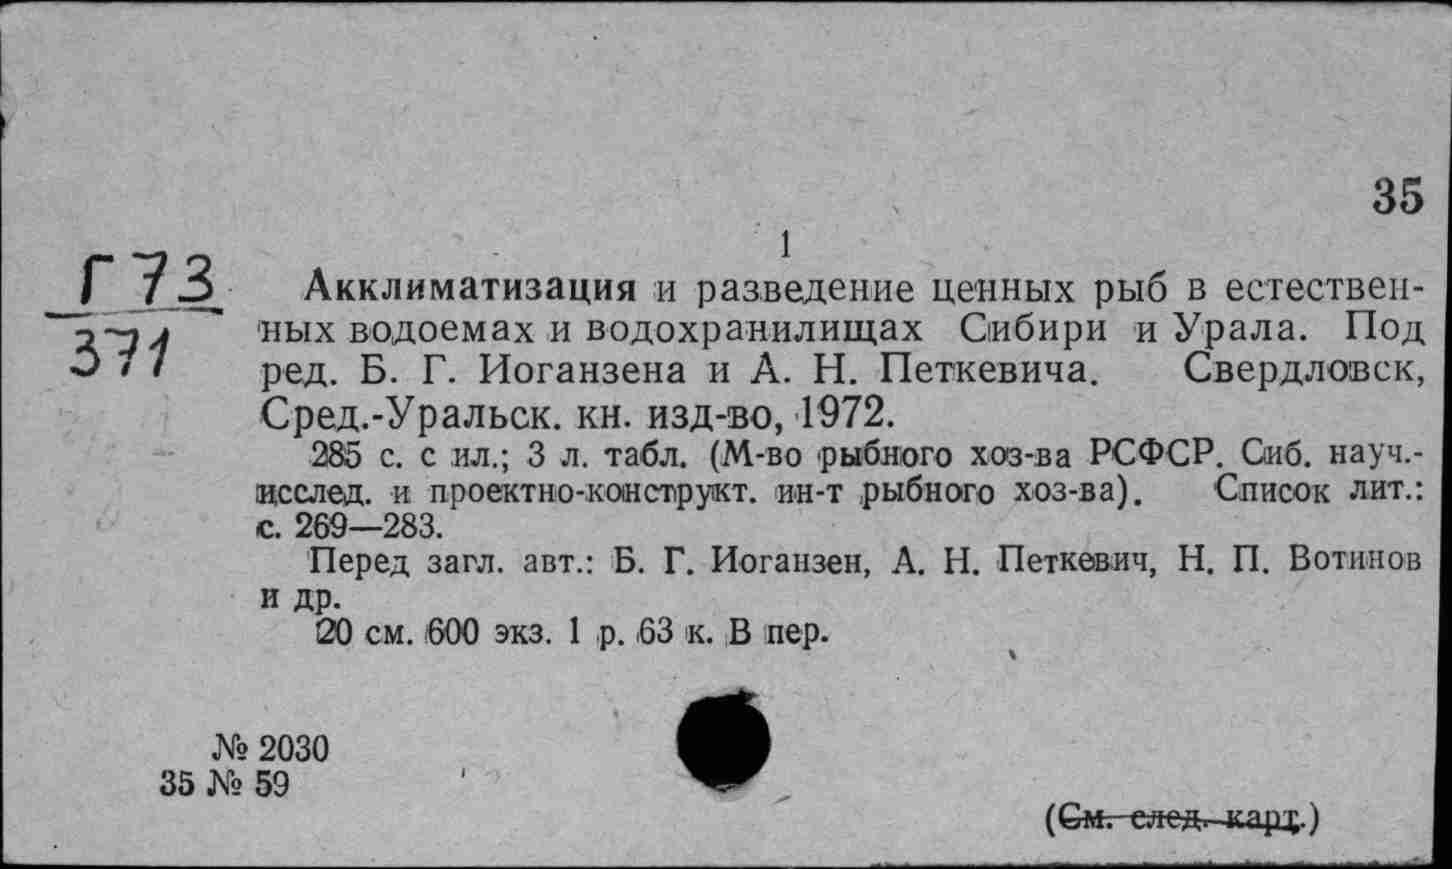 35
1
Г 73
371
Акклиматизация и разведение ценных рыб в естествен-
ных водоемах и водохранилищах Сибири и Урала. Под
ред. Б. Г. Иоганзена и А. Н. Петкевича. Свердловск,
Сред.-Уральск. кн. изд-во, 1972.
285 с. с ил.; 3 л. табл. (М-во рыбного хоз-ва РСФСР. Сиб. науч.-
исслед. и проектно-конструкт. ин-т рыбного хоз-ва). Список лит.:
с. 269—283.
Перед загл. авт.: Б. Г. Иоганзен, А. Н. Петкевич, Н. П. Вотинов
и др.
20 см. 600 экз. 1 р. 63 к. В пер.
№ 2030
35 № 59
(См. след. карт.)